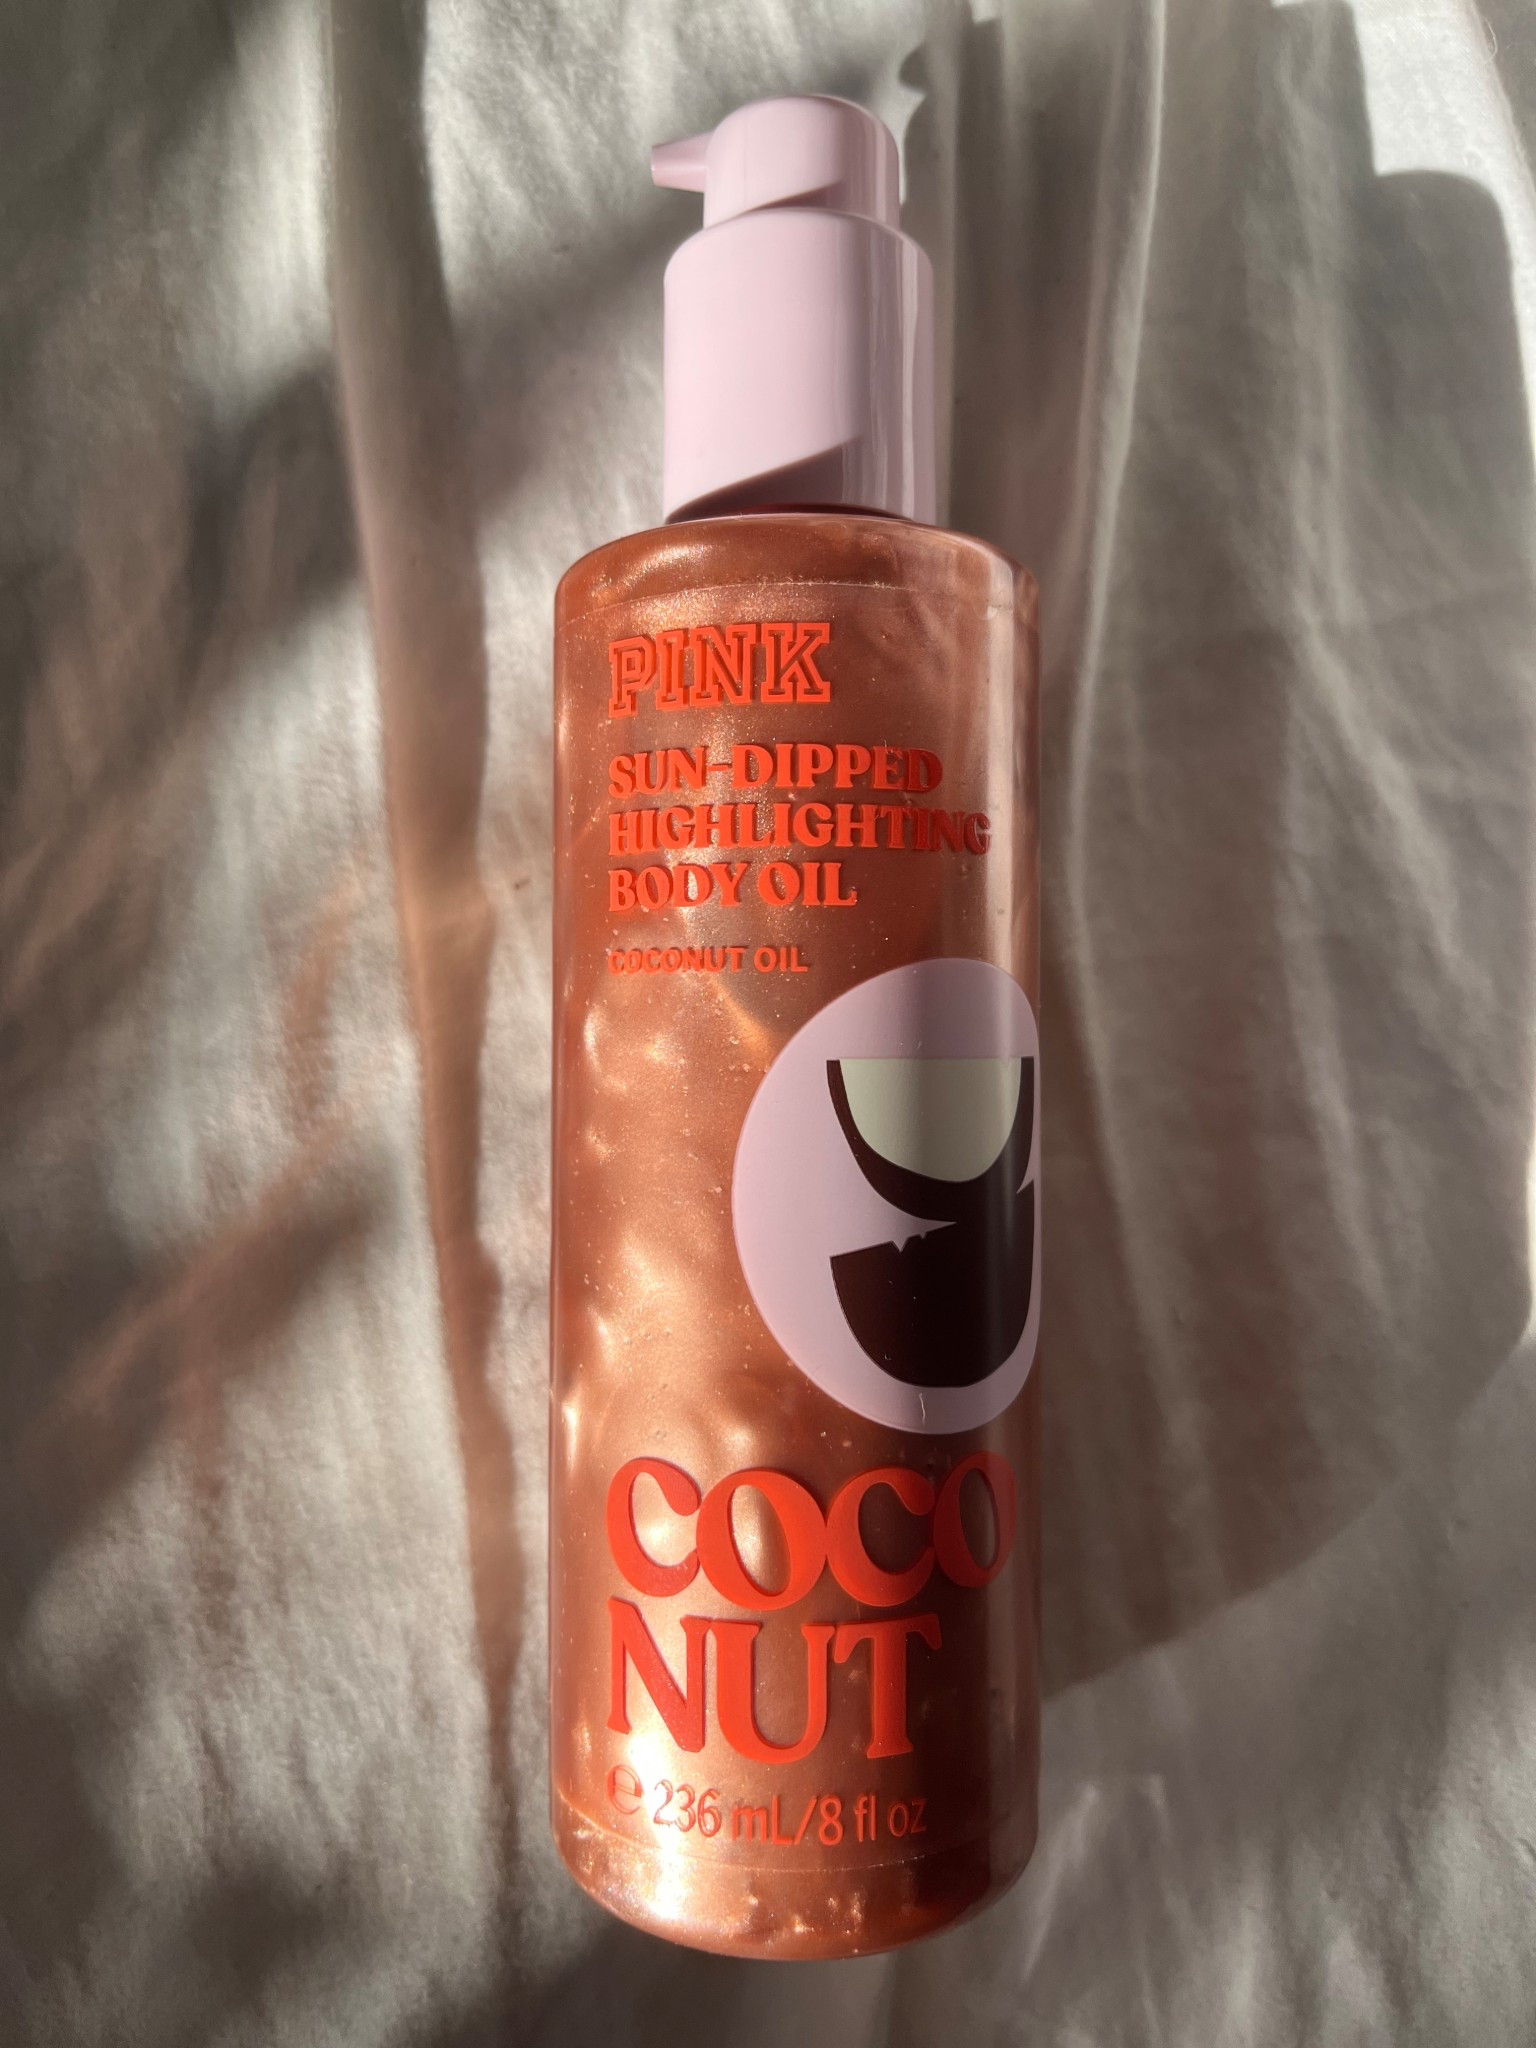 PINK
SUN-DIPPED
HIGHLIGHTING
BODY OIL
COCONUT OIL
COCO
NUT
℮ 236 mL/8 fl oz